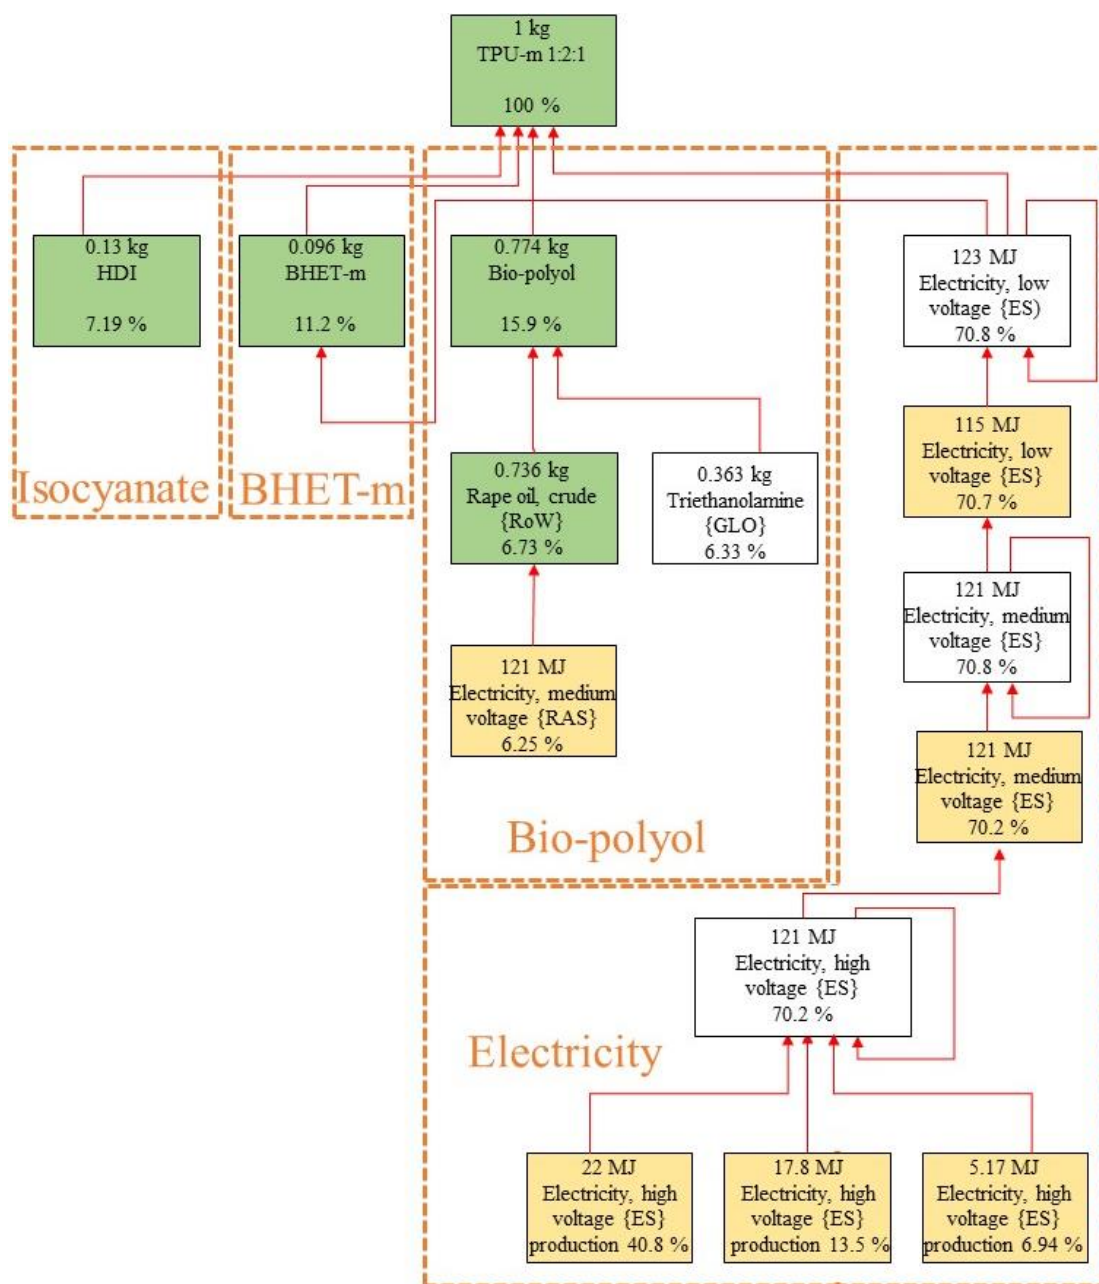 1 kg
TPU-m 1:2:1
100 %
0.13 kg
HDI
7.19 %
0.096 kg
BHET-m
11.2 %
0.774 kg
Bio-polyol
15.9 %
123 MJ
Electricity, low
voltage {ES)
70.8 %
Isocyanate
BHET-m
0.736 kg
Rape oil, crude
{RoW}
6.73 %
0.363 kg
Triethanolamine
{GLO}
6.33 %
115 MJ
Electricity, low
voltage {ES}
70.7 %
121 MJ
Electricity, medium
voltage {ES}
70.8 %
121 MJ
Electricity, medium
voltage {RAS}
6.25 %
121 MJ
Electricity, medium
voltage {ES}
70.2 %
Bio-polyol
121 MJ
Electricity, high
voltage {ES}
70.2 %
Electricity
22 MJ
Electricity, high
voltage {ES}
production 40.8 %
17.8 MJ
Electricity, high
voltage {ES}
production 13.5 %
5.17 MJ
Electricity, high
voltage {ES}
production 6.94 %